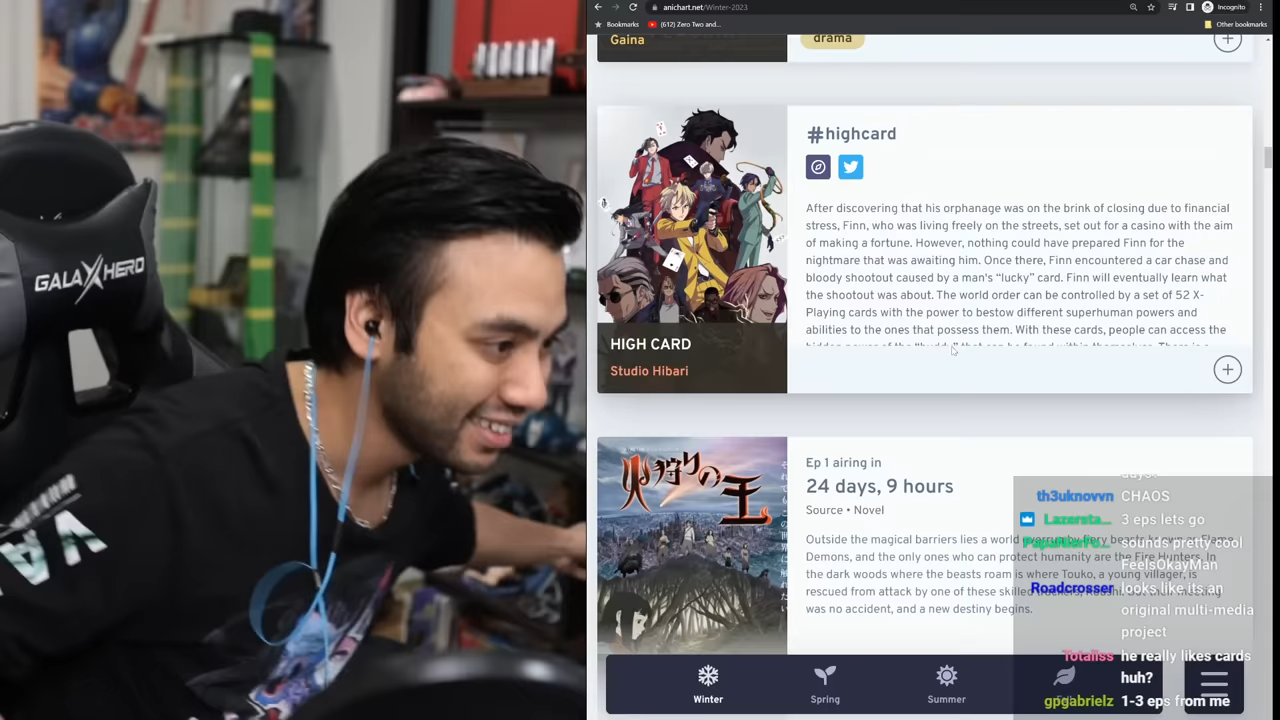 anichart.net/Winter-2023
Incognito
Bookmarks
(612) Zero Two and...
Other bookmarks
Gaina
drama
GALAXHERO
#highcard
After discovering that his orphanage was on the brink of closing due to financial
stress, Finn, who was living freely on the streets, set out for a casino with the aim
of making a fortune. However, nothing could have prepared Finn for the
nightmare that was awaiting him. Once there, Finn encountered a car chase and
bloody shootout caused by a man's “lucky” card. Finn will eventually learn what
the shootout was about. The world order can be controlled by a set of 52 X-
Playing cards with the power to bestow different superhuman powers and
abilities to the ones that possess them. With these cards, people can access the
HIGH CARD
Studio Hibari
火狩りの王
Ep 1 airing in
24 days, 9 hours
Source • Novel
Outside the magical barriers lies a world
Demons, and the only ones who can protect humanity are the Fire Hunters. In
the dark woods where the beasts roam is where Touko, a young villager, is
rescued from attack by one of these skilled
was no accident, and a new destiny begins.
days?
th3uknovvn CHAOS
Lazersta... 3 eps lets go
sounds pretty cool
FeelsOkayMan
Roadcrosser looks like its an
original multi-media
project
Totaliss he really likes cards
huh?
gpgabrielz 1-3 eps from me
Winter
Spring
Summer